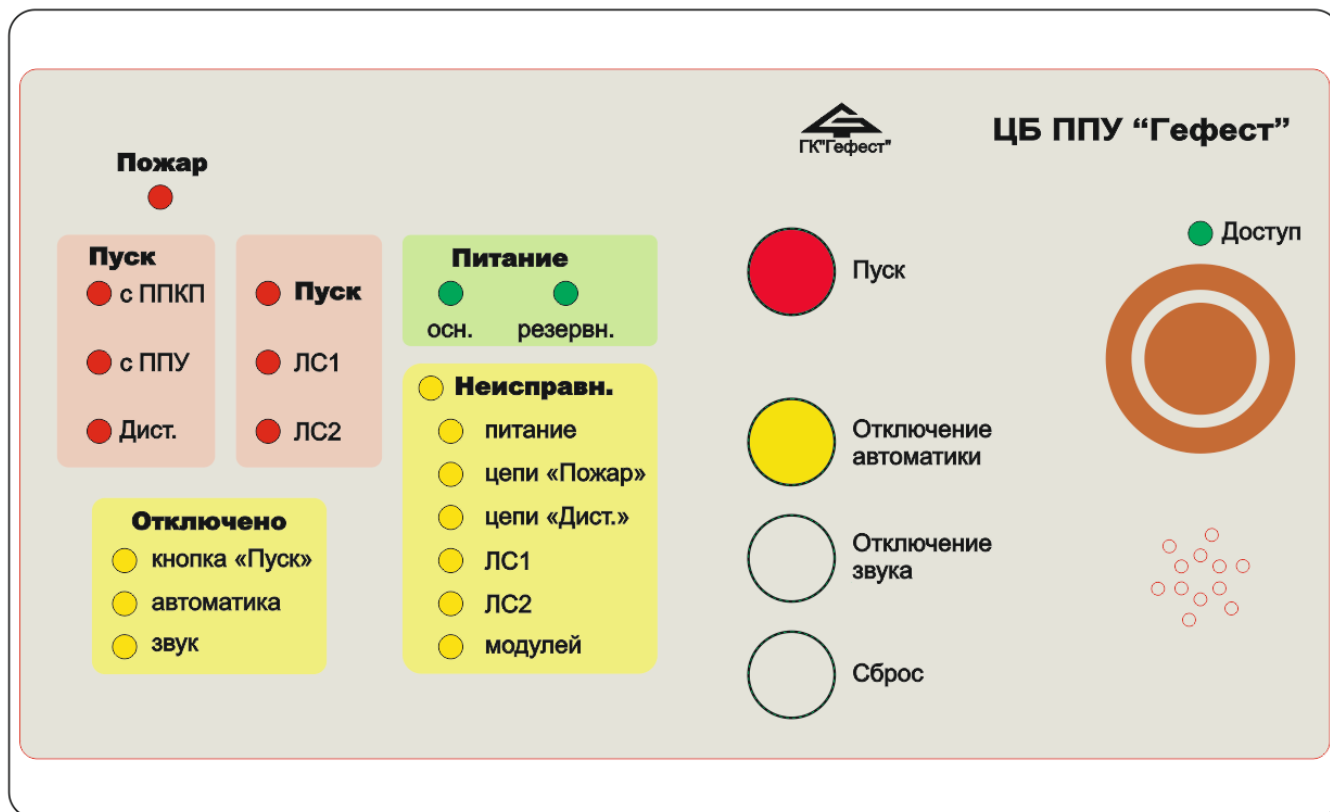 ГК"Гефест"
ЦБ ППУ “Гефест”
Пожар
Пуск
с ППКП
с ППУ
Дист.
Пуск
ЛС1
ЛС2
Питание
осн.
резервн.
Неисправн.
питание
цепи «Пожар»
цепи «Дист.»
ЛС1
ЛС2
модулей
Отключено
кнопка «Пуск»
автоматика
звук
Пуск
Отключение
автоматики
Отключение
звука
Сброс
Доступ